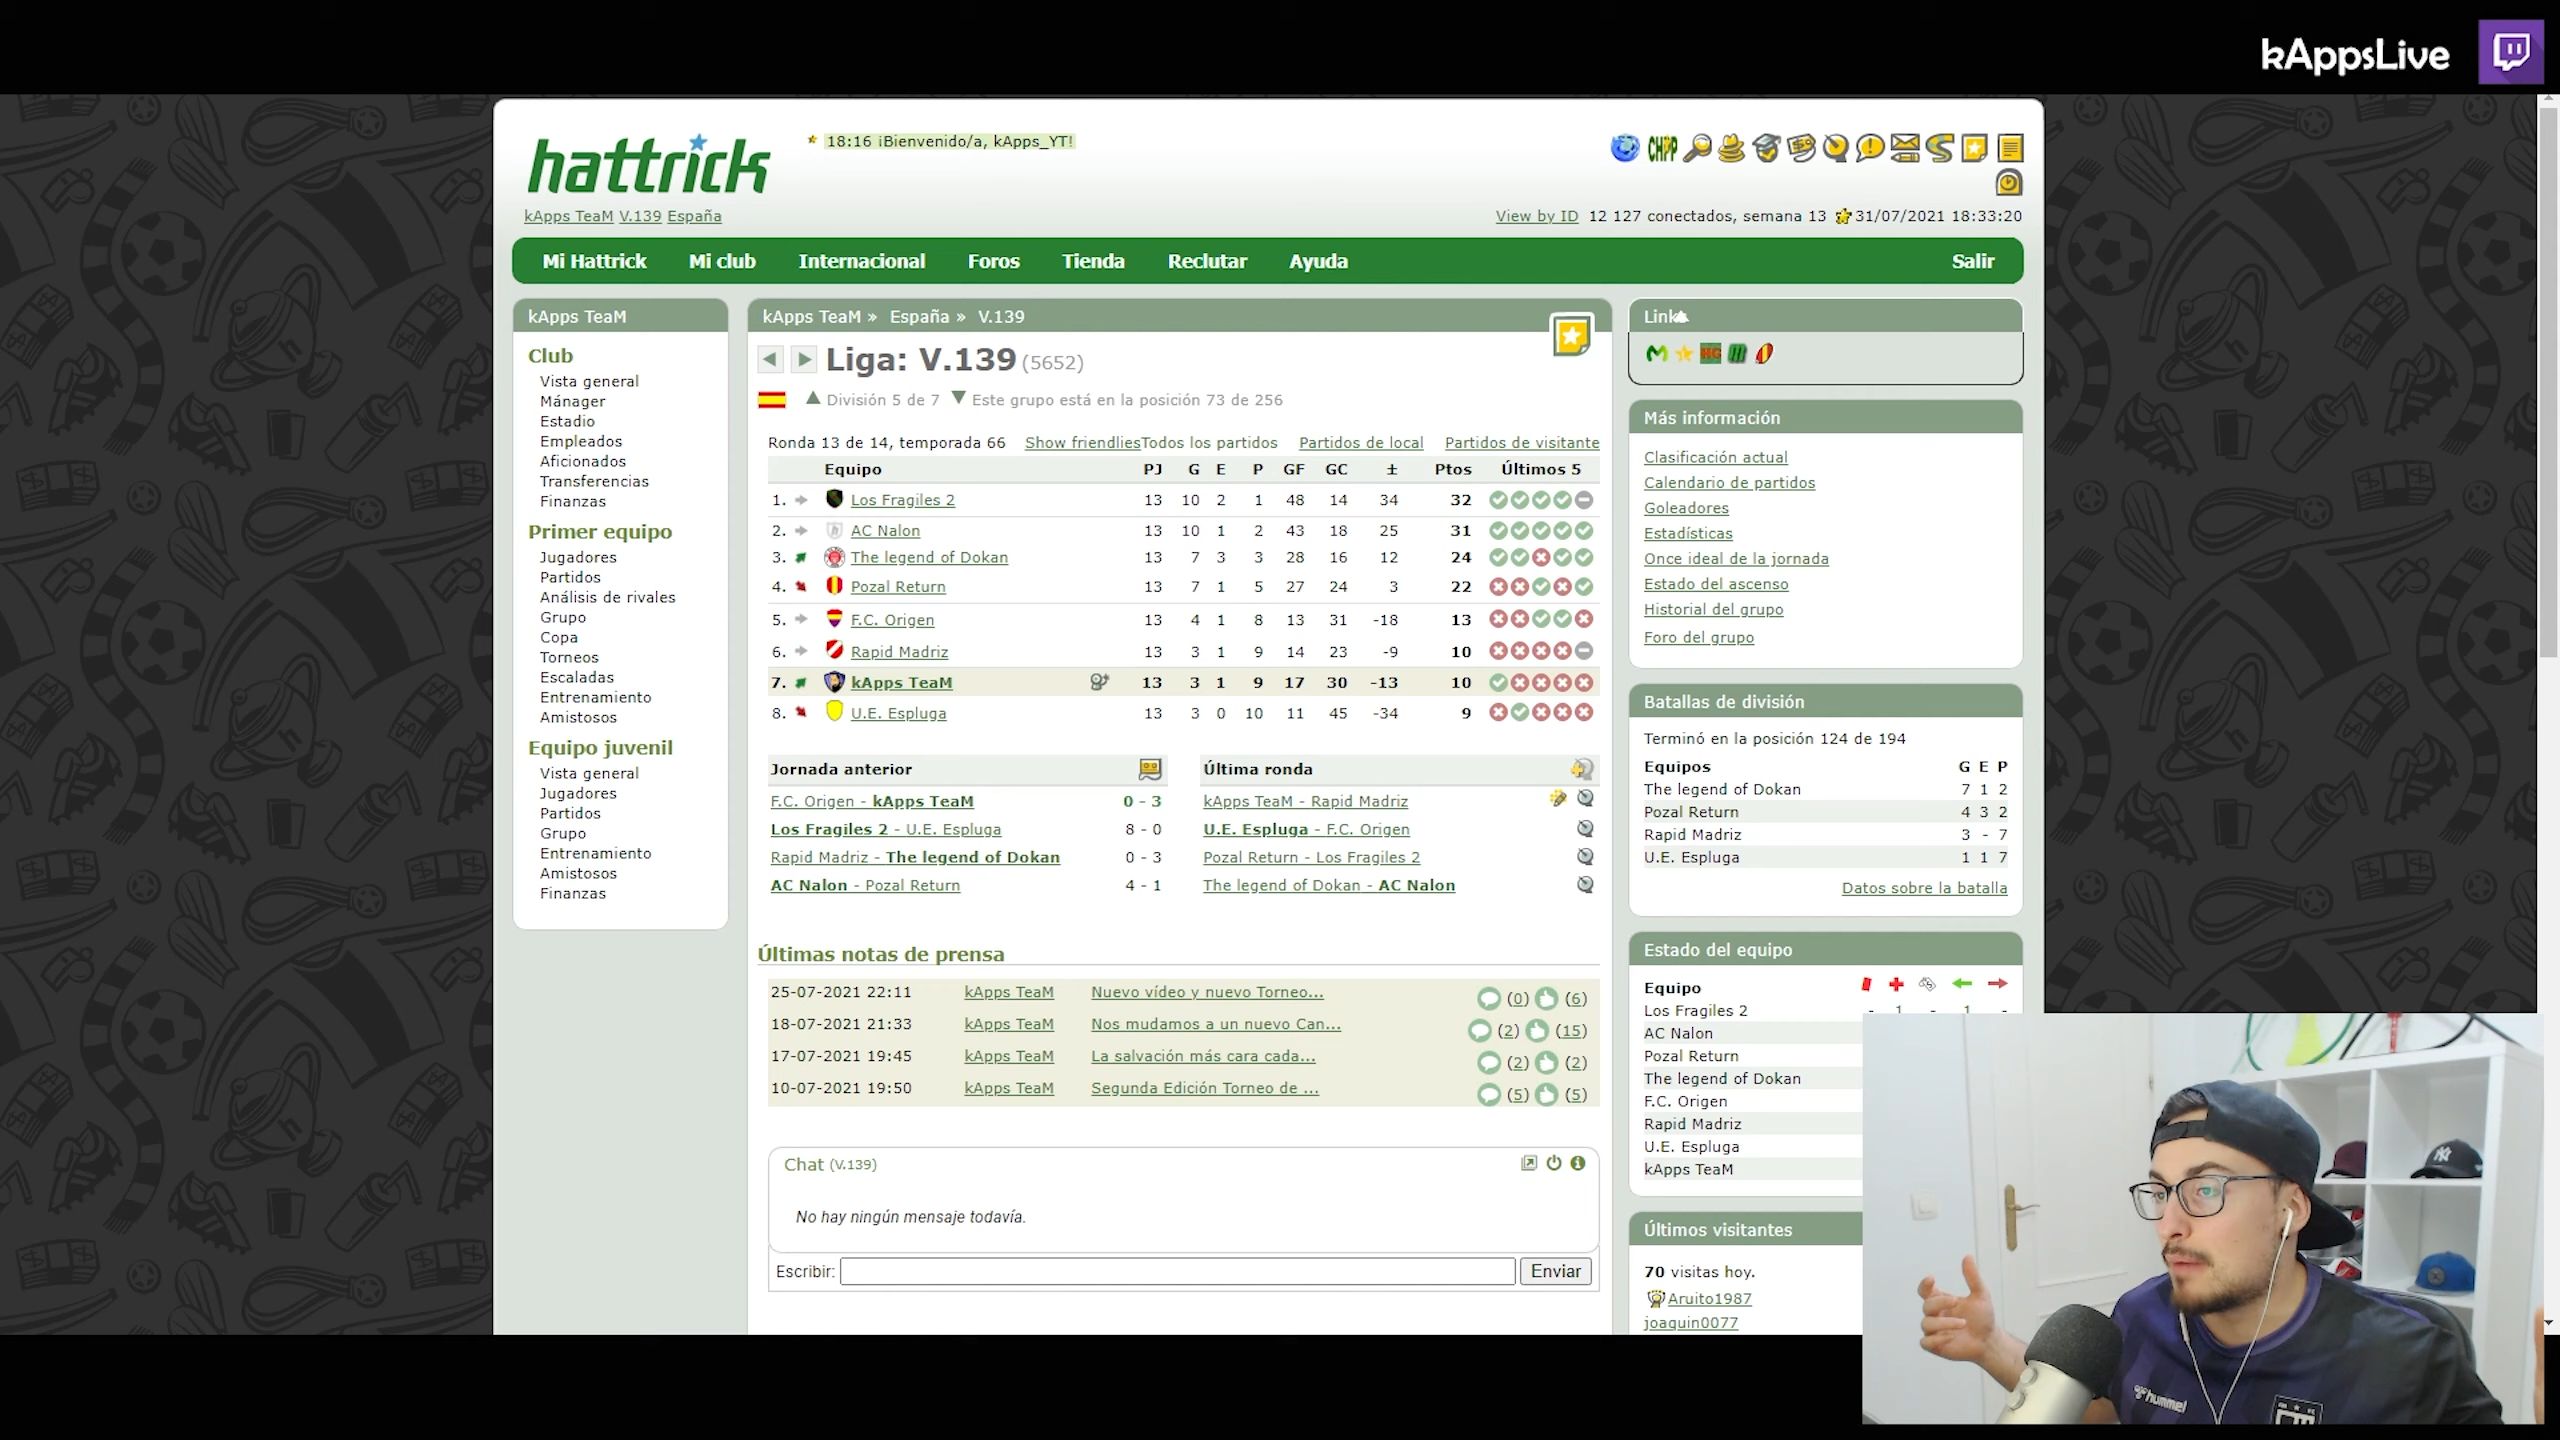 kAppsLive
hattrick
18:16 ¡Bienvenido/a, kApps_YT!
CHPP
kApps TeaM V.139 España
View by ID 12 127 conectados, semana 13 31/07/2021 18:33:20
Mi Hattrick Mi club Internacional Foros Tienda Reclutar Ayuda Salir
kApps TeaM
Club
Vista general
Mánager
Estadio
Empleados
Aficionados
Transferencias
Finanzas
Primer equipo
Jugadores
Partidos
Análisis de rivales
Grupo
Copa
Torneos
Escaladas
Entrenamiento
Amistosos
Equipo juvenil
Vista general
Jugadores
Partidos
Grupo
Entrenamiento
Amistosos
Finanzas
kApps TeaM » España » V.139
Liga: V.139 (5652)
División 5 de 7 Este grupo está en la posición 73 de 256
Ronda 13 de 14, temporada 66 Show friendliesTodos los partidos Partidos de local Partidos de visitante
Equipo PJ G E P GF GC ± Ptos Últimos 5
1. Los Fragiles 2 13 10 2 1 48 14 34 32
2. AC Nalon 13 10 1 2 43 18 25 31
3. The legend of Dokan 13 7 3 3 28 16 12 24
4. Pozal Return 13 7 1 5 27 24 3 22
5. F.C. Origen 13 4 1 8 13 31 -18 13
6. Rapid Madriz 13 3 1 9 14 23 -9 10
7. kApps TeaM 13 3 1 9 17 30 -13 10
8. U.E. Espluga 13 3 0 10 11 45 -34 9
Jornada anterior
F.C. Origen - kApps TeaM 0 - 3
Los Fragiles 2 - U.E. Espluga 8 - 0
Rapid Madriz - The legend of Dokan 0 - 3
AC Nalon - Pozal Return 4 - 1
Última ronda
kApps TeaM - Rapid Madriz
U.E. Espluga - F.C. Origen
Pozal Return - Los Fragiles 2
The legend of Dokan - AC Nalon
Últimas notas de prensa
25-07-2021 22:11 kApps TeaM Nuevo vídeo y nuevo Torneo... (0) (6)
18-07-2021 21:33 kApps TeaM Nos mudamos a un nuevo Can... (2) (15)
17-07-2021 19:45 kApps TeaM La salvación más cara cada... (2) (2)
10-07-2021 19:50 kApps TeaM Segunda Edición Torneo de ... (5) (5)
Chat (V.139)
No hay ningún mensaje todavía.
Escribir: Enviar
HG
Más información
Clasificación actual
Calendario de partidos
Goleadores
Estadísticas
Once ideal de la jornada
Estado del ascenso
Historial del grupo
Foro del grupo
Batallas de división
Terminó en la posición 124 de 194
Equipos G E P
The legend of Dokan 7 1 2
Pozal Return 4 3 2
Rapid Madriz 3 - 7
U.E. Espluga 1 1 7
Datos sobre la batalla
Estado del equipo
Equipo
Los Fragiles 2 - 1 - 1 -
AC Nalon
Pozal Return
The legend of Dokan
F.C. Origen
Rapid Madriz
U.E. Espluga
kApps TeaM
Últimos visitantes
70 visitas hoy.
Aruito1987
joaquin0077
hummel